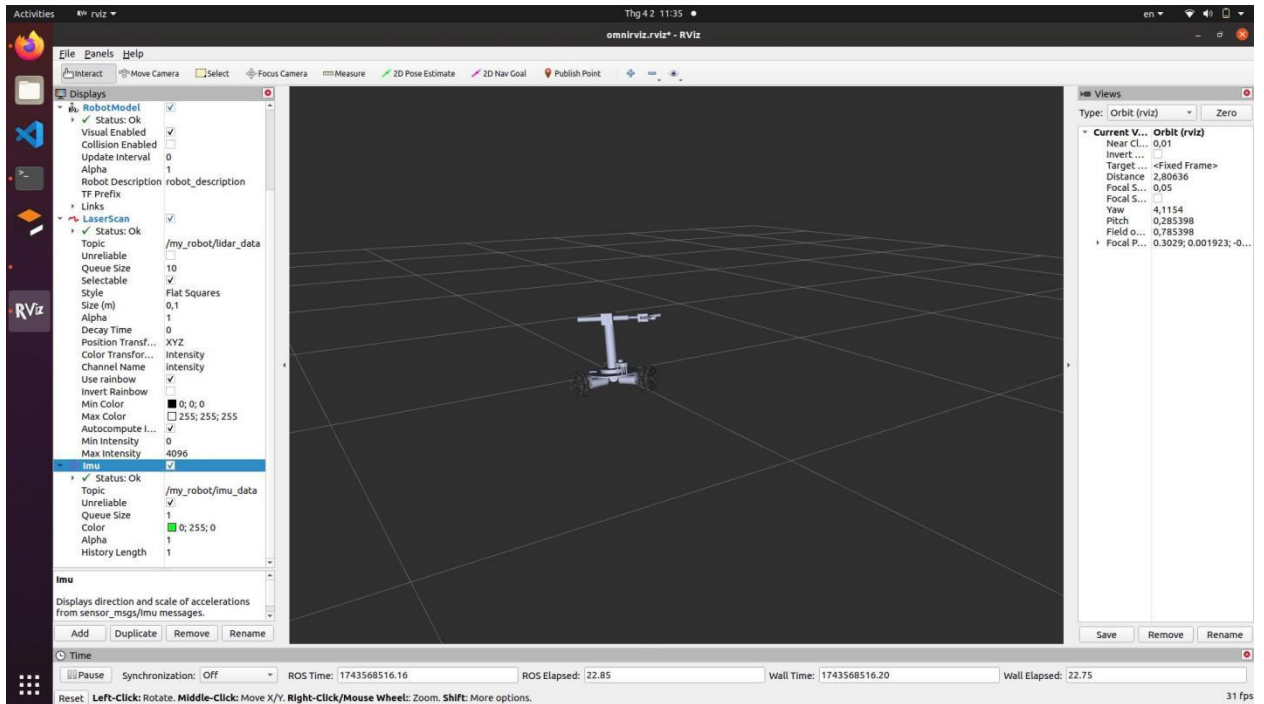 Activities RViz rviz Thg 4 2 11:35 en
omnirviz.rviz* - RViz
File Panels Help
Interact Move Camera Select Focus Camera Measure 2D Pose Estimate 2D Nav Goal Publish Point
Displays
RobotModel
Status: Ok
Visual Enabled
Collision Enabled
Update Interval 0
Alpha 1
Robot Description robot_description
TF Prefix
Links
LaserScan
Status: Ok
Topic /my_robot/lidar_data
Unreliable
Queue Size 10
Selectable
Style Flat Squares
Size (m) 0,1
Alpha 1
Decay Time 0
Position Transf... XYZ
Color Transfor... Intensity
Channel Name intensity
Use rainbow
Invert Rainbow
Min Color 0; 0; 0
Max Color 255; 255; 255
Autocompute I...
Min Intensity 0
Max Intensity 4096
Imu
Status: Ok
Topic /my_robot/imu_data
Unreliable
Queue Size 1
Color 0; 255; 0
Alpha 1
History Length 1
Imu
Displays direction and scale of accelerations
from sensor_msgs/Imu messages.
Add Duplicate Remove Rename
RViz
Views
Type: Orbit (rviz) Zero
Current V... Orbit (rviz)
Near Cl... 0,01
Invert ...
Target ... <Fixed Frame>
Distance 2,80636
Focal S... 0,05
Focal S...
Yaw 4,1154
Pitch 0,285398
Field o... 0,785398
Focal P... 0.3029; 0.001923; -0...
Save Remove Rename
Time
Pause Synchronization: Off ROS Time: 1743568516.16 ROS Elapsed: 22.85 Wall Time: 1743568516.20 Wall Elapsed: 22.75
Reset Left-Click: Rotate. Middle-Click: Move X/Y. Right-Click/Mouse Wheel:: Zoom. Shift: More options. 31 fps